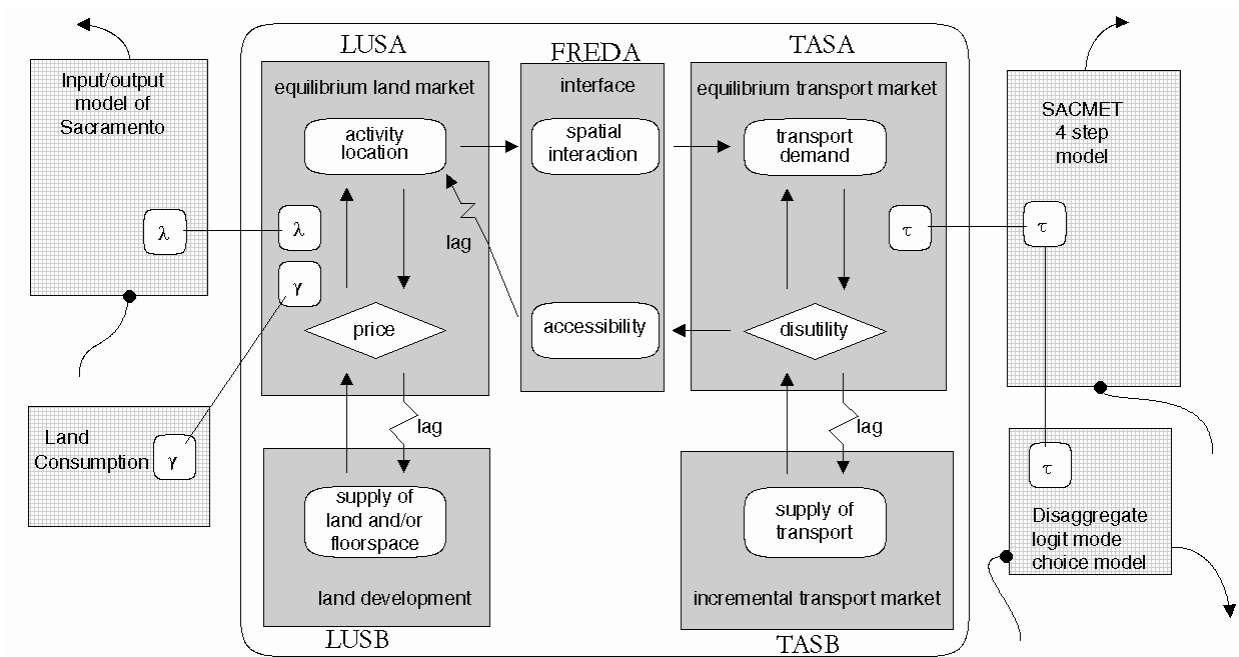 LUSA
FREDA
TASA
Input/output
model of
Sacramento
λ
equilibrium land market
activity
location
λ
γ
lag
price
lag
interface
spatial
interaction
accessibility
equilibrium transport market
transport
demand
τ
disutility
lag
SACMET
4 step
model
τ
Land
Consumption
γ
supply of
land and/or
floorspace
land development
LUSB
supply of
transport
incremental transport market
TASB
τ
Disaggregate
logit mode
choice model